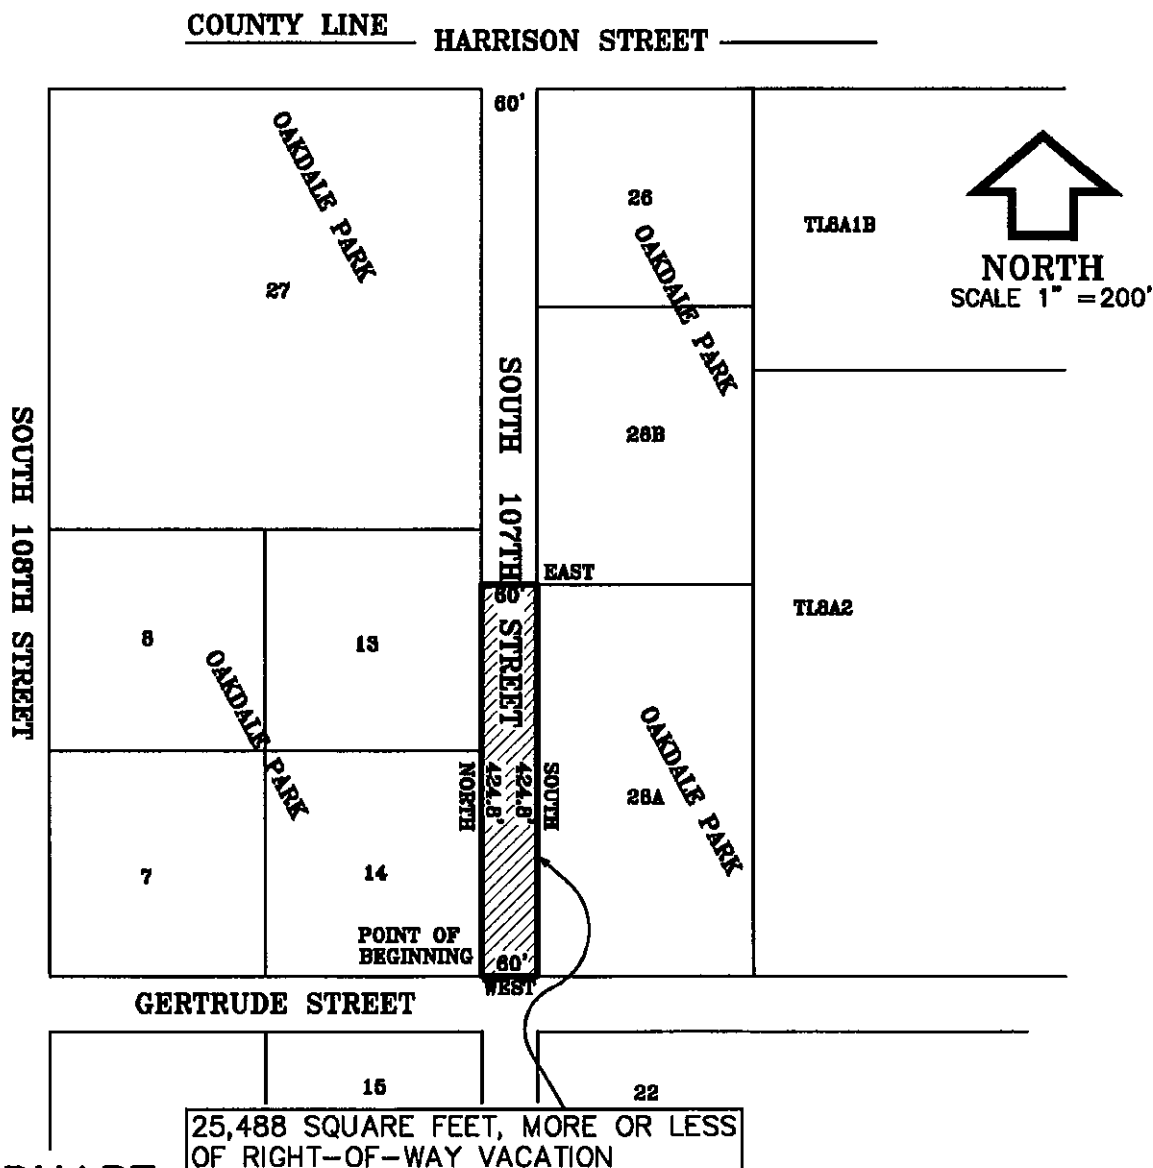 COUNTY LINE
HARRISON STREET
60'
OAKDALE PARK
27
26
OAKDALE PARK
TL8A1B
NORTH
SCALE 1" =200'
SOUTH 107TH STREET
26B
SOUTH 108TH STREET
EAST
60'
TL8A2
8
13
OAKDALE PARK
NORTH
424.8'
424.8'
SOUTH
OAKDALE PARK
26A
7
14
POINT OF
BEGINNING
60'
WEST
GERTRUDE STREET
15
22
25,488 SQUARE FEET, MORE OR LESS
OF RIGHT-OF-WAY VACATION